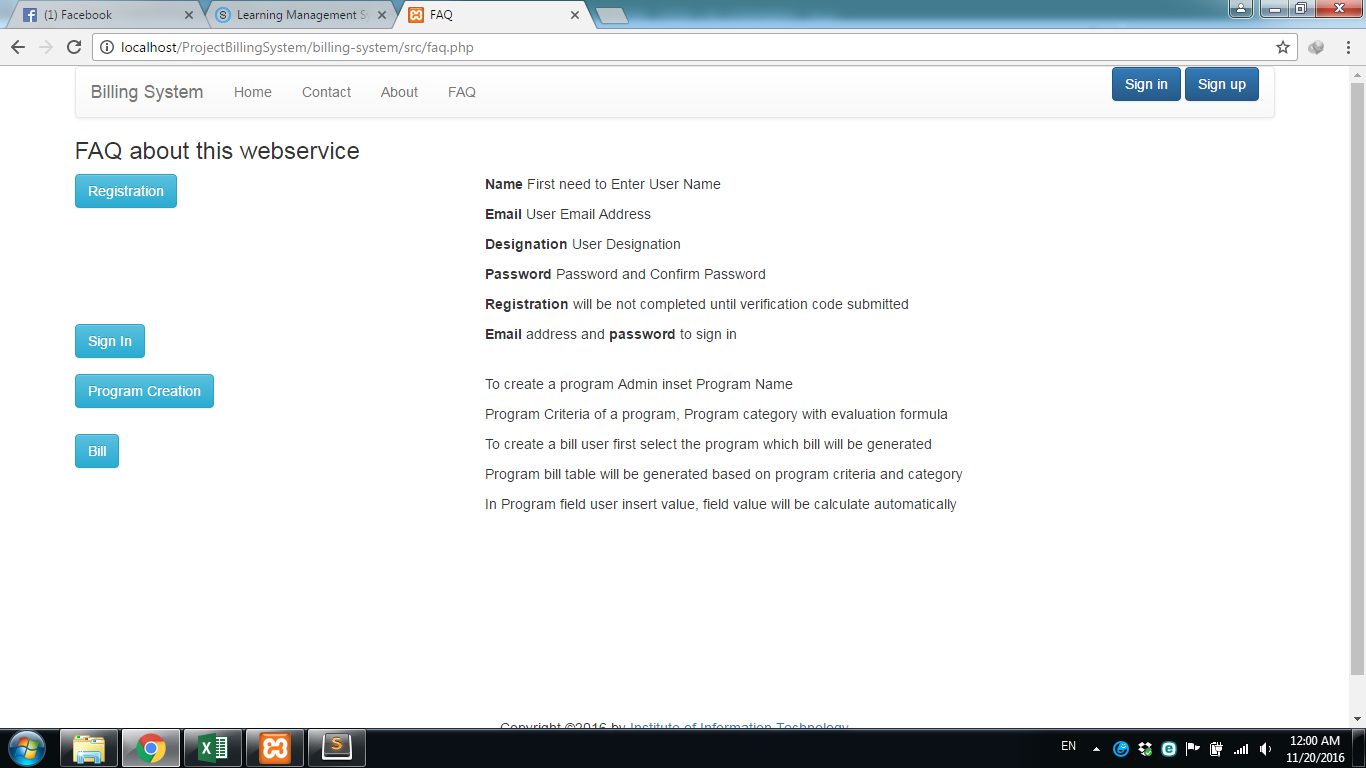 (1) Facebook
Learning Management S
FAQ
localhost/ProjectBillingSystem/billing-system/src/faq.php
Billing System Home Contact About FAQ Sign in Sign up
FAQ about this webservice
Registration
Name First need to Enter User Name
Email User Email Address
Designation User Designation
Password Password and Confirm Password
Registration will be not completed until verification code submitted
Sign In
Email address and password to sign in
Program Creation
To create a program Admin inset Program Name
Program Criteria of a program, Program category with evaluation formula
Bill
To create a bill user first select the program which bill will be generated
Program bill table will be generated based on program criteria and category
In Program field user insert value, field value will be calculate automatically
Copyright ©2016 by Institute of Information Technology
EN
12:00 AM
11/20/2016